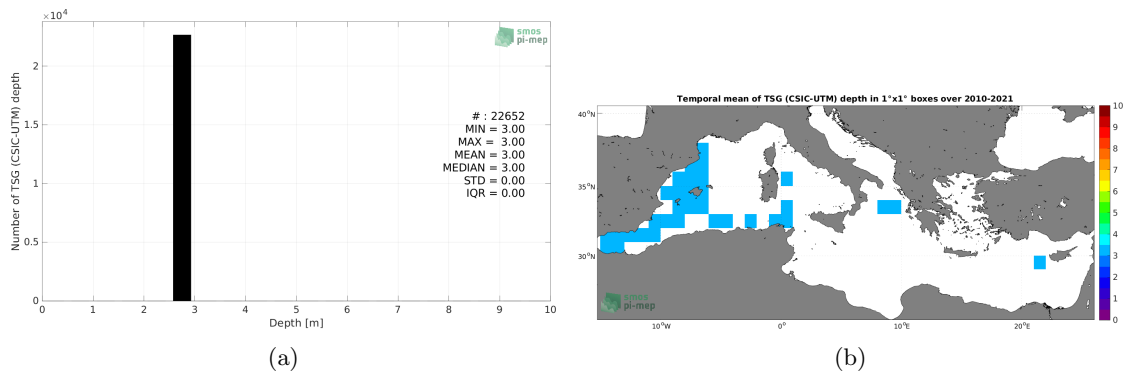 ×10⁴
smos
pi-mep
2
1.5
1
0.5
0
Number of TSG (CSIC-UTM) depth
# : 22652
MIN = 3.00
MAX = 3.00
MEAN = 3.00
MEDIAN = 3.00
STD = 0.00
IQR = 0.00
0 1 2 3 4 5 6 7 8 9 10
Depth [m]
(a)
Temporal mean of TSG (CSIC-UTM) depth in 1°x1° boxes over 2010-2021
40°N
35°N
30°N
smos
pi-mep
10°W 0° 10°E 20°E
10
9
8
7
6
5
4
3
2
1
0
(b)